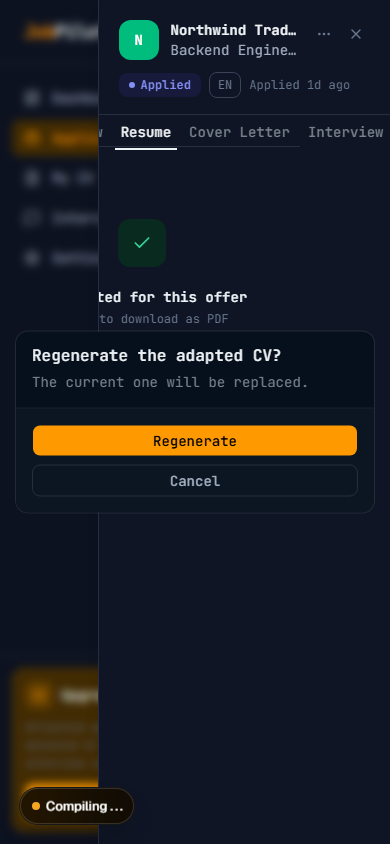 N
Northwind Trad…
Backend Engine…
Applied
EN
Applied 1d ago
Resume
Cover Letter
Interview
ted for this offer
to download as PDF
Regenerate the adapted CV?
The current one will be replaced.
Regenerate
Cancel
Compiling...